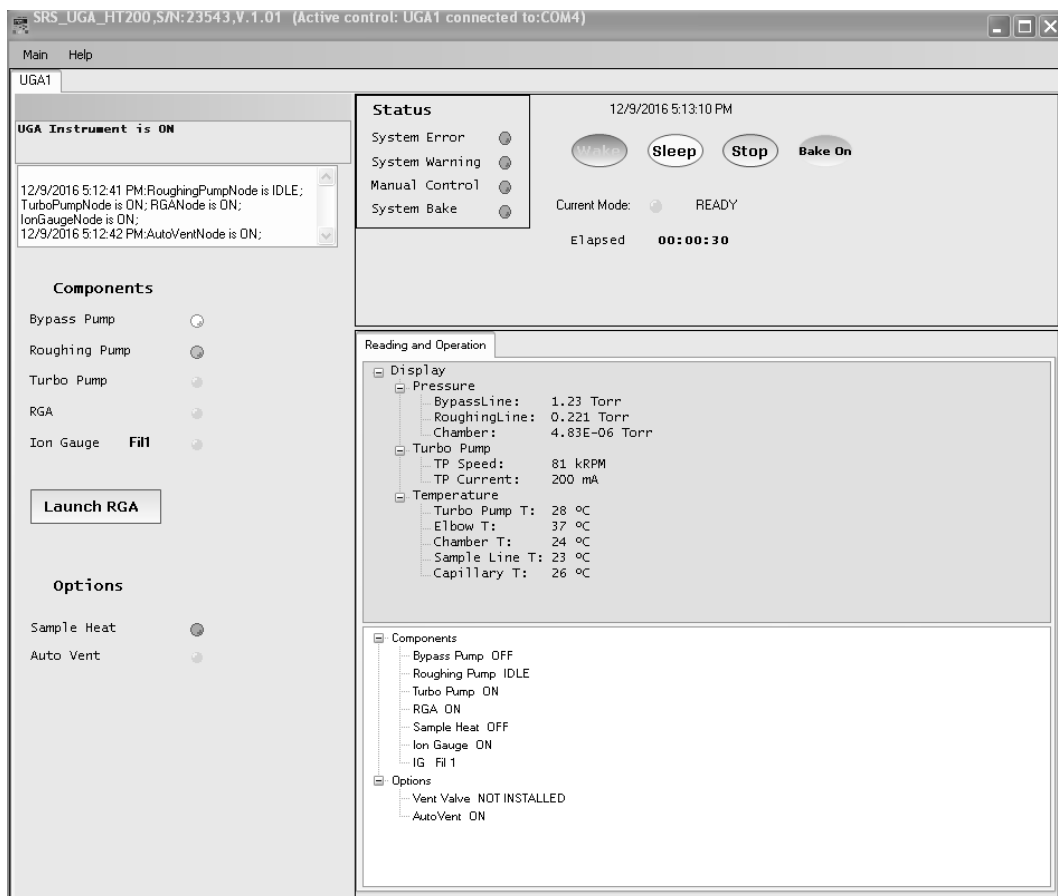 SRS_UGA_HT200,S/N:23543,V.1.01 (Active control: UGA1 connected to:COM4)
Main Help
UGA1
UGA Instrument is ON
12/9/2016 5:12:41 PM:RoughingPumpNode is IDLE;
TurboPumpNode is ON; RGANode is ON;
IonGaugeNode is ON;
12/9/2016 5:12:42 PM:AutoVentNode is ON;
Components
Bypass Pump
Roughing Pump
Turbo Pump
RGA
Ion Gauge Fil1
Launch RGA
Options
Sample Heat
Auto Vent
Status
System Error
System Warning
Manual Control
System Bake
12/9/2016 5:13:10 PM
Wake Sleep Stop Bake On
Current Mode: READY
Elapsed 00:00:30
Reading and Operation
Display
Pressure
BypassLine: 1.23 Torr
RoughingLine: 0.221 Torr
Chamber: 4.83E-06 Torr
Turbo Pump
TP Speed: 81 kRPM
TP Current: 200 mA
Temperature
Turbo Pump T: 28 ºC
Elbow T: 37 ºC
Chamber T: 24 ºC
Sample Line T: 23 ºC
Capillary T: 26 ºC
Components
Bypass Pump OFF
Roughing Pump IDLE
Turbo Pump ON
RGA ON
Sample Heat OFF
Ion Gauge ON
IG Fil 1
Options
Vent Valve NOT INSTALLED
AutoVent ON